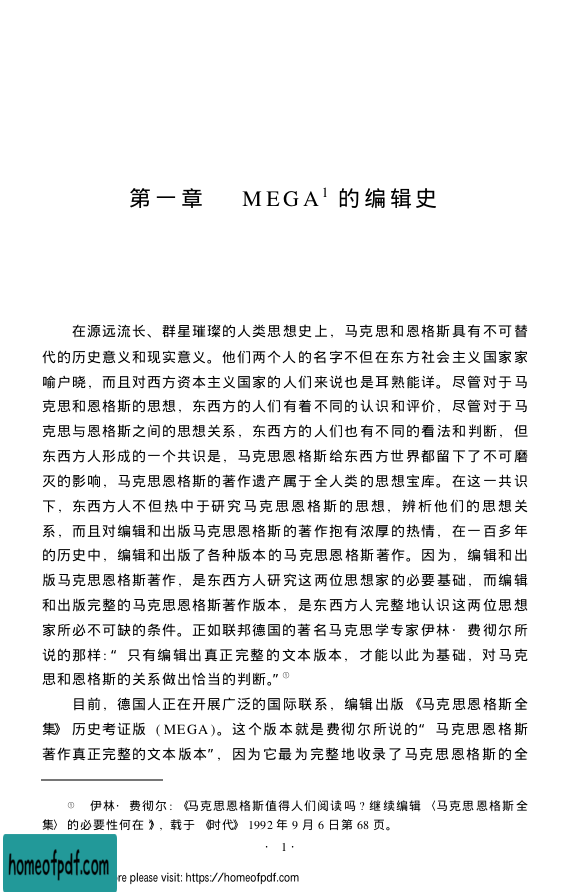 第一章 MEGA¹ 的编辑史
在源远流长、群星璀璨的人类思想史上，马克思和恩格斯具有不可替
代的历史意义和现实意义。他们两个人的名字不但在东方社会主义国家家
喻户晓，而且对西方资本主义国家的人们来说也是耳熟能详。尽管对于马
克思和恩格斯的思想，东西方的人们有着不同的认识和评价，尽管对于马
克思与恩格斯之间的思想关系，东西方的人们也有不同的看法和判断，但
东西方人形成的一个共识是，马克思恩格斯给东西方世界都留下了不可磨
灭的影响，马克思恩格斯的著作遗产属于全人类的思想宝库。在这一共识
下，东西方人不但热中于研究马克思恩格斯的思想，辨析他们的思想关
系，而且对编辑和出版马克思恩格斯的著作抱有浓厚的热情，在一百多年
的历史中，编辑和出版了各种版本的马克思恩格斯著作。因为，编辑和出
版马克思恩格斯著作，是东西方人研究这两位思想家的必要基础，而编辑
和出版完整的马克思恩格斯著作版本，是东西方人完整地认识这两位思想
家所必不可缺的条件。正如联邦德国的著名马克思学专家伊林·费彻尔所
说的那样：“只有编辑出真正完整的文本版本，才能以此为基础，对马克
思和恩格斯的关系做出恰当的判断。”①
目前，德国人正在开展广泛的国际联系，编辑出版《马克思恩格斯全
集》历史考证版 (MEGA)。这个版本就是费彻尔所说的“马克思恩格斯
著作真正完整的文本版本”，因为它最为完整地收录了马克思恩格斯的全
① 伊林·费彻尔：《马克思恩格斯值得人们阅读吗？继续编辑〈马克思恩格斯全
集〉的必要性何在》，载于《时代》1992 年 9 月 6 日第 68 页。
· 1 ·
homeofpdf.com
re please visit: https://homeofpdf.com